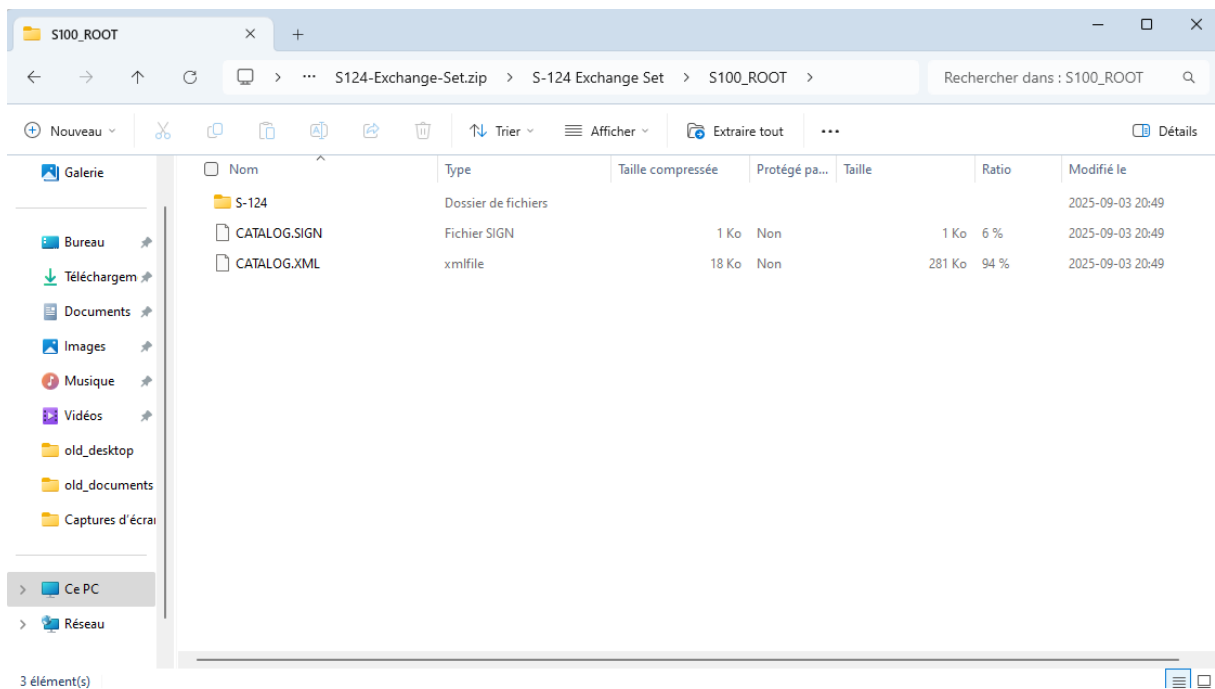 S100_ROOT
S124-Exchange-Set.zip > S-124 Exchange Set > S100_ROOT >
Rechercher dans : S100_ROOT
Nouveau
Trier
Afficher
Extraire tout
Détails
Galerie
Bureau
Téléchargem
Documents
Images
Musique
Vidéos
old_desktop
old_documents
Captures d'écran
Ce PC
Réseau
Nom Type Taille compressée Protégé pa... Taille Ratio Modifié le
S-124 Dossier de fichiers 2025-09-03 20:49
CATALOG.SIGN Fichier SIGN 1 Ko Non 1 Ko 6 % 2025-09-03 20:49
CATALOG.XML xmlfile 18 Ko Non 281 Ko 94 % 2025-09-03 20:49
3 élément(s)